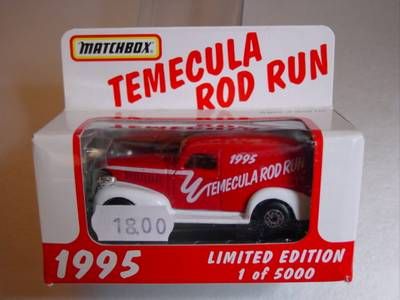 MATCHBOX
TEMECULA
ROD RUN
1995
TEMECULA ROD RUN
18.00
1995
LIMITED EDITION
1 of 5000